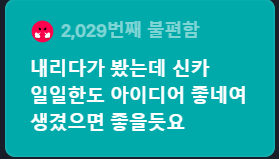 2,029번째 불편함
내리다가 봤는데 신카
일일한도 아이디어 좋네여
생겼으면 좋을듯요